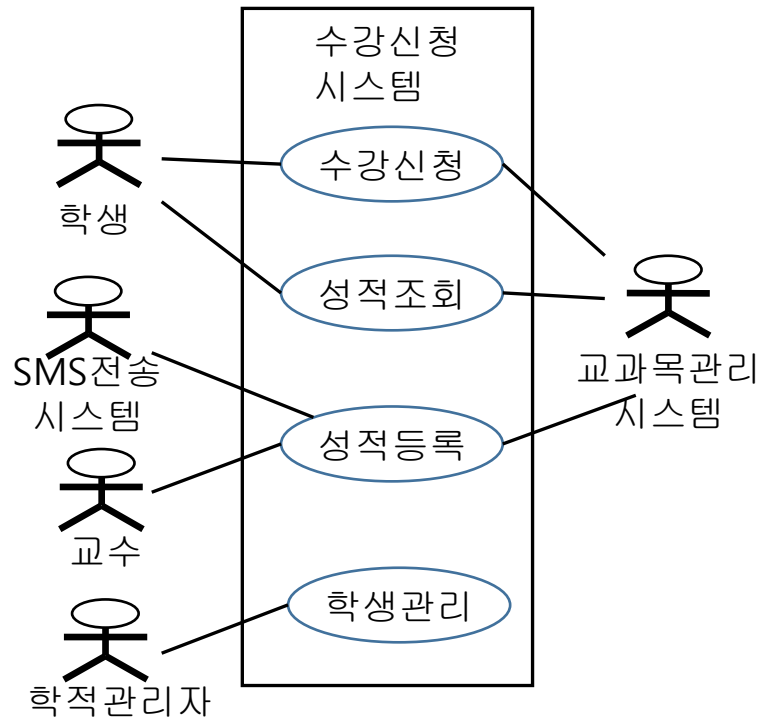 수강신청
시스템
수강신청
학생
성적조회
SMS전송
시스템
교과목관리
시스템
성적등록
교수
학생관리
학적관리자